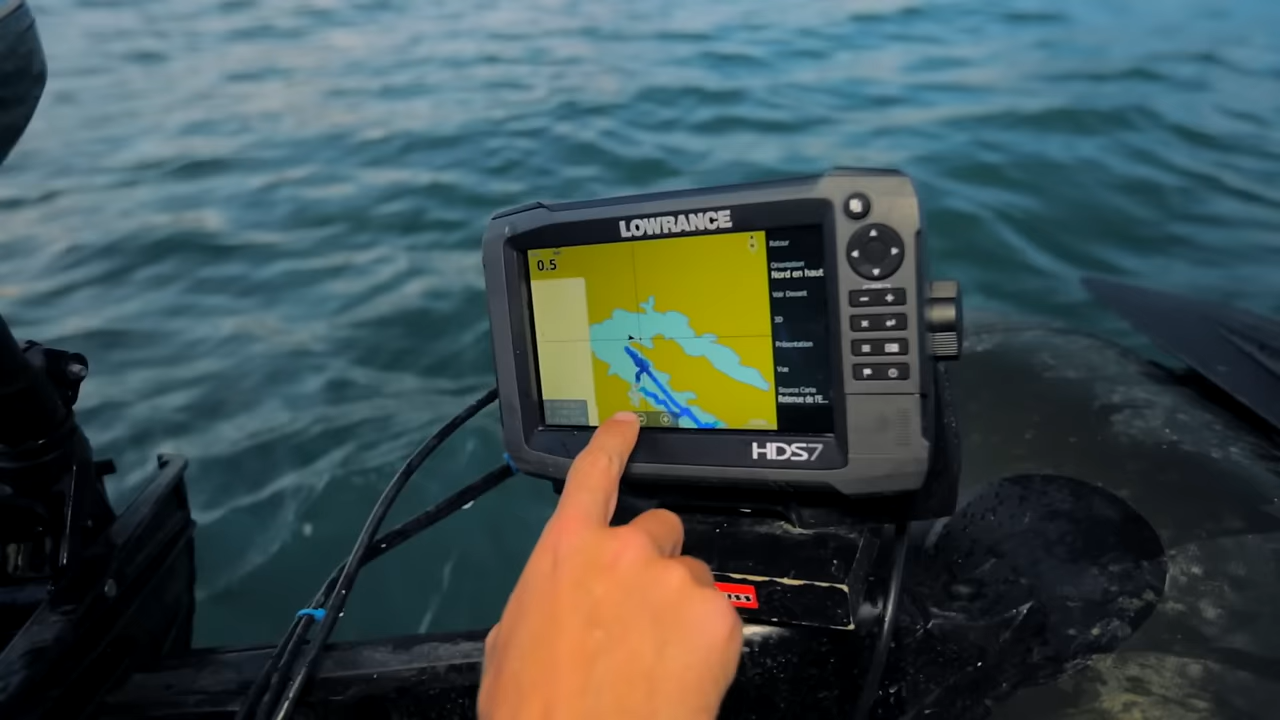 LOWRANCE
0.5
Retour
Orientation
Nord en haut
Voir Devant
3D
Présentation
Vue
Source Carte
Retenue de l'E...
HDS7